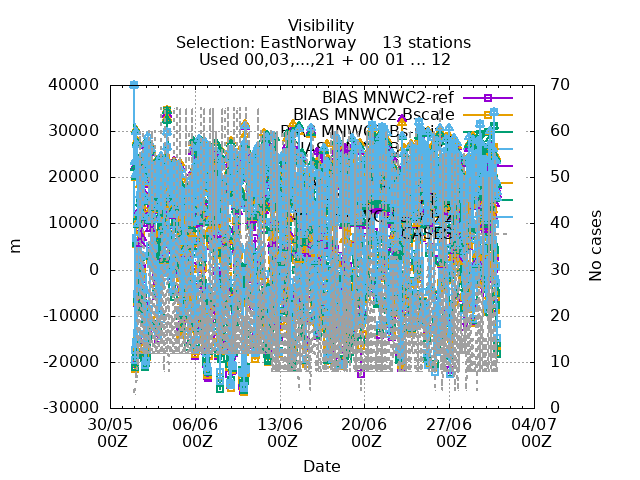 Visibility
Selection: EastNorway 13 stations
Used 00,03,...,21 + 00 01 ... 12
40000
30000
20000
10000
0
-10000
-20000
-30000
70
60
50
40
30
20
10
0
m
No cases
BIAS MNWC2-ref
BIAS MNWC2-Bscale
BIAS
CASES
30/05 06/06 13/06 20/06 27/06 04/07
00Z 00Z 00Z 00Z 00Z 00Z
Date